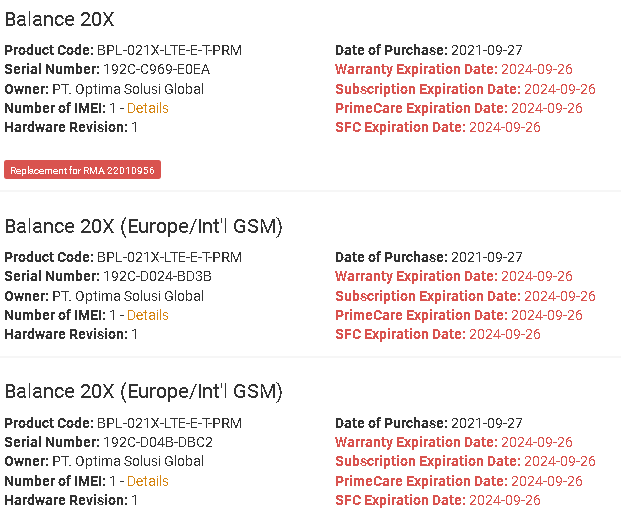 Balance 20X
Product Code: BPL-021X-LTE-E-T-PRM
Date of Purchase: 2021-09-27
Serial Number: 192C-C969-E0EA
Warranty Expiration Date: 2024-09-26
Owner: PT. Optima Solusi Global
Subscription Expiration Date: 2024-09-26
Number of IMEI: 1 - Details
PrimeCare Expiration Date: 2024-09-26
Hardware Revision: 1
SFC Expiration Date: 2024-09-26
Replacement for RMA 22010956
Balance 20X (Europe/Int'l GSM)
Product Code: BPL-021X-LTE-E-T-PRM
Date of Purchase: 2021-09-27
Serial Number: 192C-D024-BD3B
Warranty Expiration Date: 2024-09-26
Owner: PT. Optima Solusi Global
Subscription Expiration Date: 2024-09-26
Number of IMEI: 1 - Details
PrimeCare Expiration Date: 2024-09-26
Hardware Revision: 1
SFC Expiration Date: 2024-09-26
Balance 20X (Europe/Int'l GSM)
Product Code: BPL-021X-LTE-E-T-PRM
Date of Purchase: 2021-09-27
Serial Number: 192C-D04B-DBC2
Warranty Expiration Date: 2024-09-26
Owner: PT. Optima Solusi Global
Subscription Expiration Date: 2024-09-26
Number of IMEI: 1 - Details
PrimeCare Expiration Date: 2024-09-26
Hardware Revision: 1
SFC Expiration Date: 2024-09-26